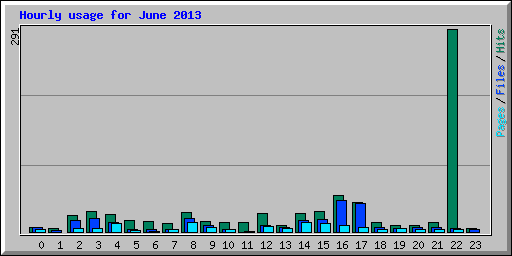 Hourly usage for June 2013
291
Pages/Files/Hits
0 1 2 3 4 5 6 7 8 9 10 11 12 13 14 15 16 17 18 19 20 21 22 23